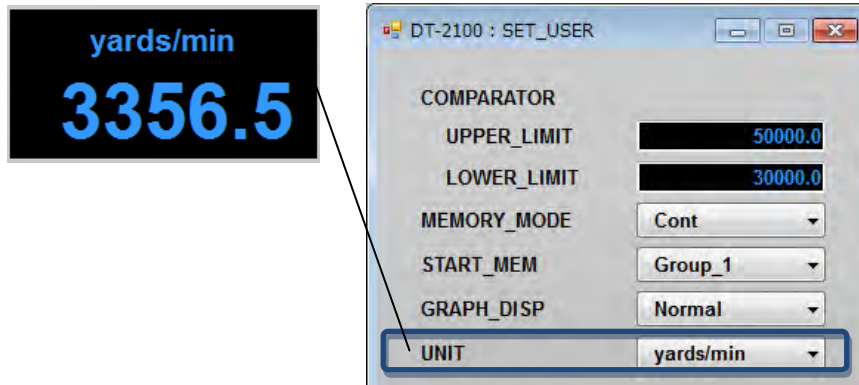 yards/min
3356.5
DT-2100 : SET_USER
COMPARATOR
UPPER_LIMIT 50000.0
LOWER_LIMIT 30000.0
MEMORY_MODE Cont
START_MEM Group_1
GRAPH_DISP Normal
UNIT yards/min